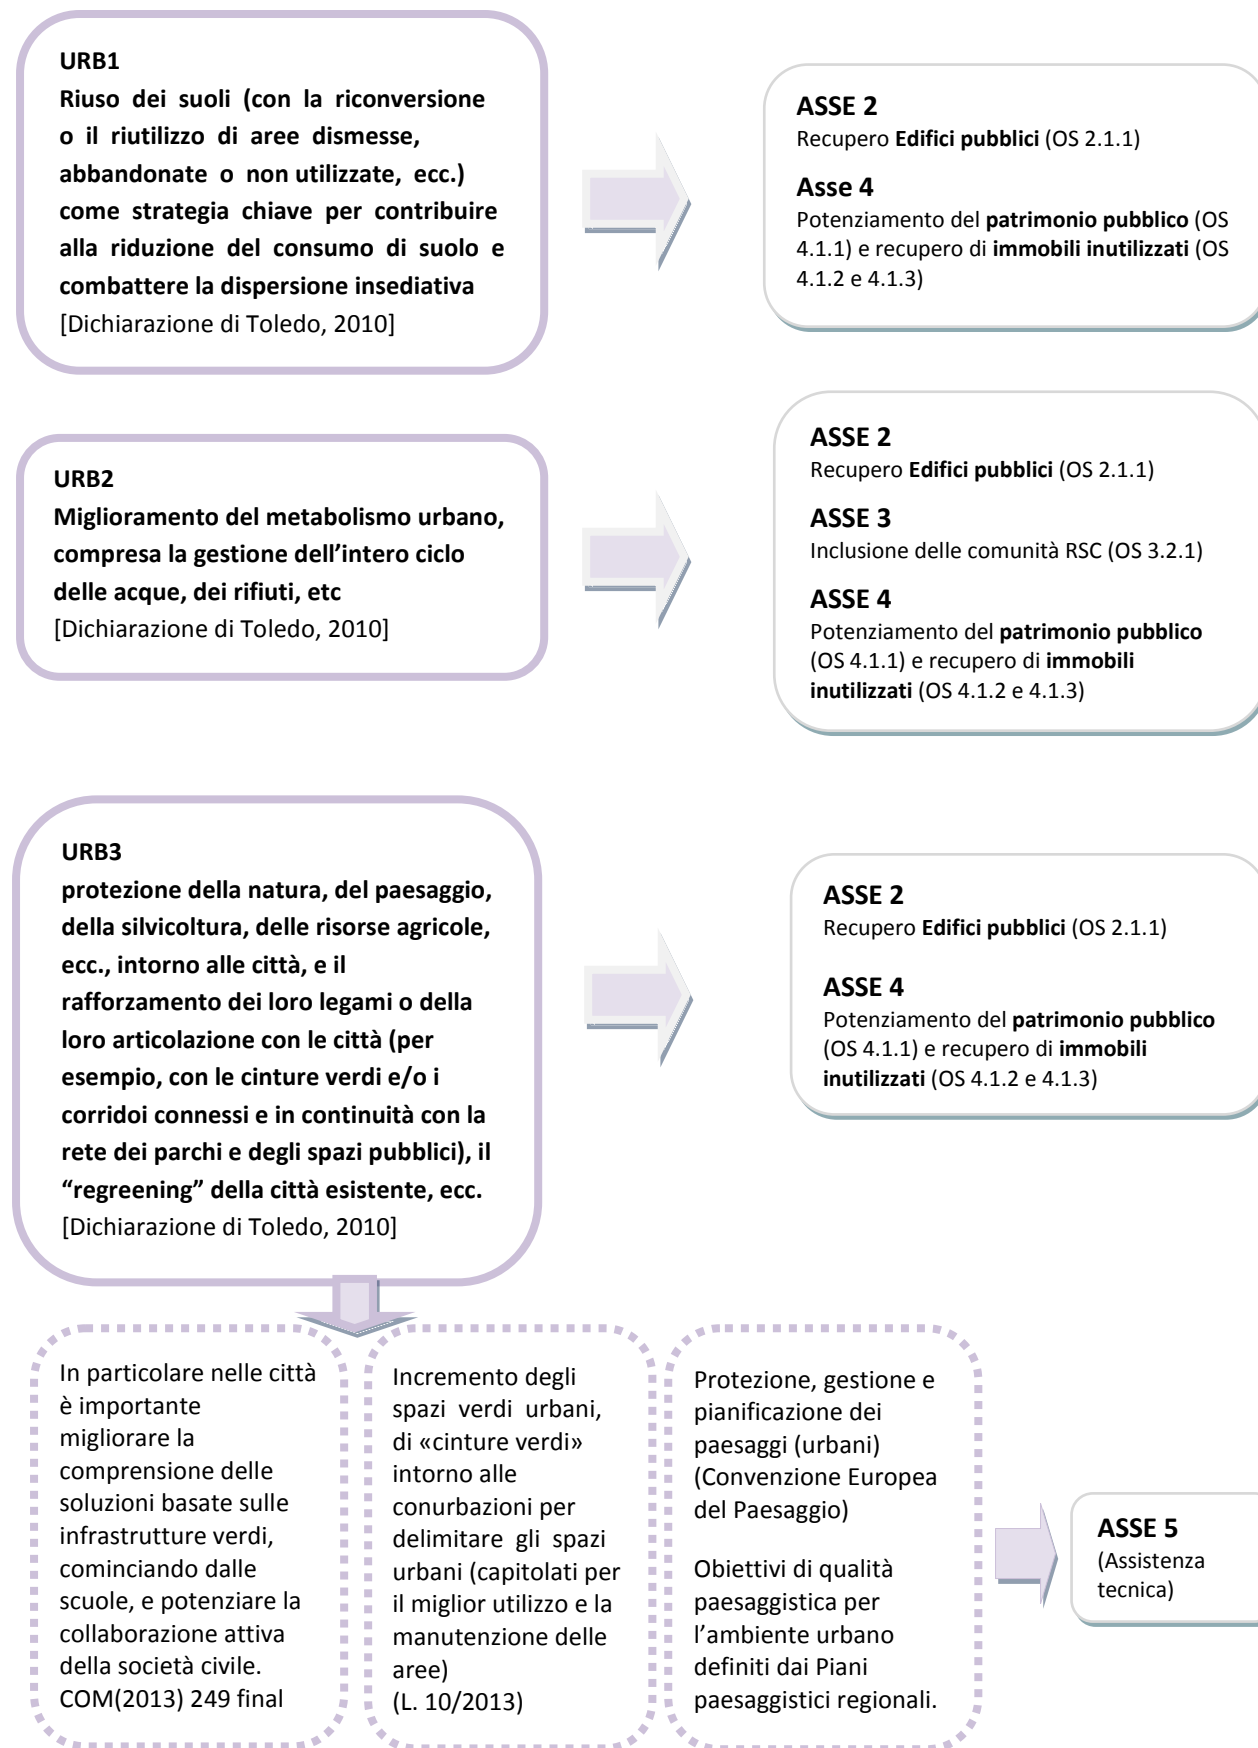 URB1
Riuso dei suoli (con la riconversione
o il riutilizzo di aree dismesse,
abbandonate o non utilizzate, ecc.)
come strategia chiave per contribuire
alla riduzione del consumo di suolo e
combattere la dispersione insediativa
[Dichiarazione di Toledo, 2010]
ASSE 2
Recupero Edifici pubblici (OS 2.1.1)
Asse 4
Potenziamento del patrimonio pubblico (OS
4.1.1) e recupero di immobili inutilizzati (OS
4.1.2 e 4.1.3)
URB2
Miglioramento del metabolismo urbano,
compresa la gestione dell'intero ciclo
delle acque, dei rifiuti, etc
[Dichiarazione di Toledo, 2010]
ASSE 2
Recupero Edifici pubblici (OS 2.1.1)
ASSE 3
Inclusione delle comunità RSC (OS 3.2.1)
ASSE 4
Potenziamento del patrimonio pubblico
(OS 4.1.1) e recupero di immobili
inutilizzati (OS 4.1.2 e 4.1.3)
URB3
protezione della natura, del paesaggio,
della silvicoltura, delle risorse agricole,
ecc., intorno alle città, e il
rafforzamento dei loro legami o della
loro articolazione con le città (per
esempio, con le cinture verdi e/o i
corridoi connessi e in continuità con la
rete dei parchi e degli spazi pubblici), il
“regreening” della città esistente, ecc.
[Dichiarazione di Toledo, 2010]
ASSE 2
Recupero Edifici pubblici (OS 2.1.1)
ASSE 4
Potenziamento del patrimonio pubblico
(OS 4.1.1) e recupero di immobili
inutilizzati (OS 4.1.2 e 4.1.3)
In particolare nelle città
è importante
migliorare la
comprensione delle
soluzioni basate sulle
infrastrutture verdi,
cominciando dalle
scuole, e potenziare la
collaborazione attiva
della società civile.
COM(2013) 249 final
Incremento degli
spazi verdi urbani,
di «cinture verdi»
intorno alle
conurbazioni per
delimitare gli spazi
urbani (capitolati per
il miglior utilizzo e la
manutenzione delle
aree)
(L. 10/2013)
Protezione, gestione e
pianificazione dei
paesaggi (urbani)
(Convenzione Europea
del Paesaggio)
Obiettivi di qualità
paesaggistica per
l'ambiente urbano
definiti dai Piani
paesaggistici regionali.
ASSE 5
(Assistenza
tecnica)